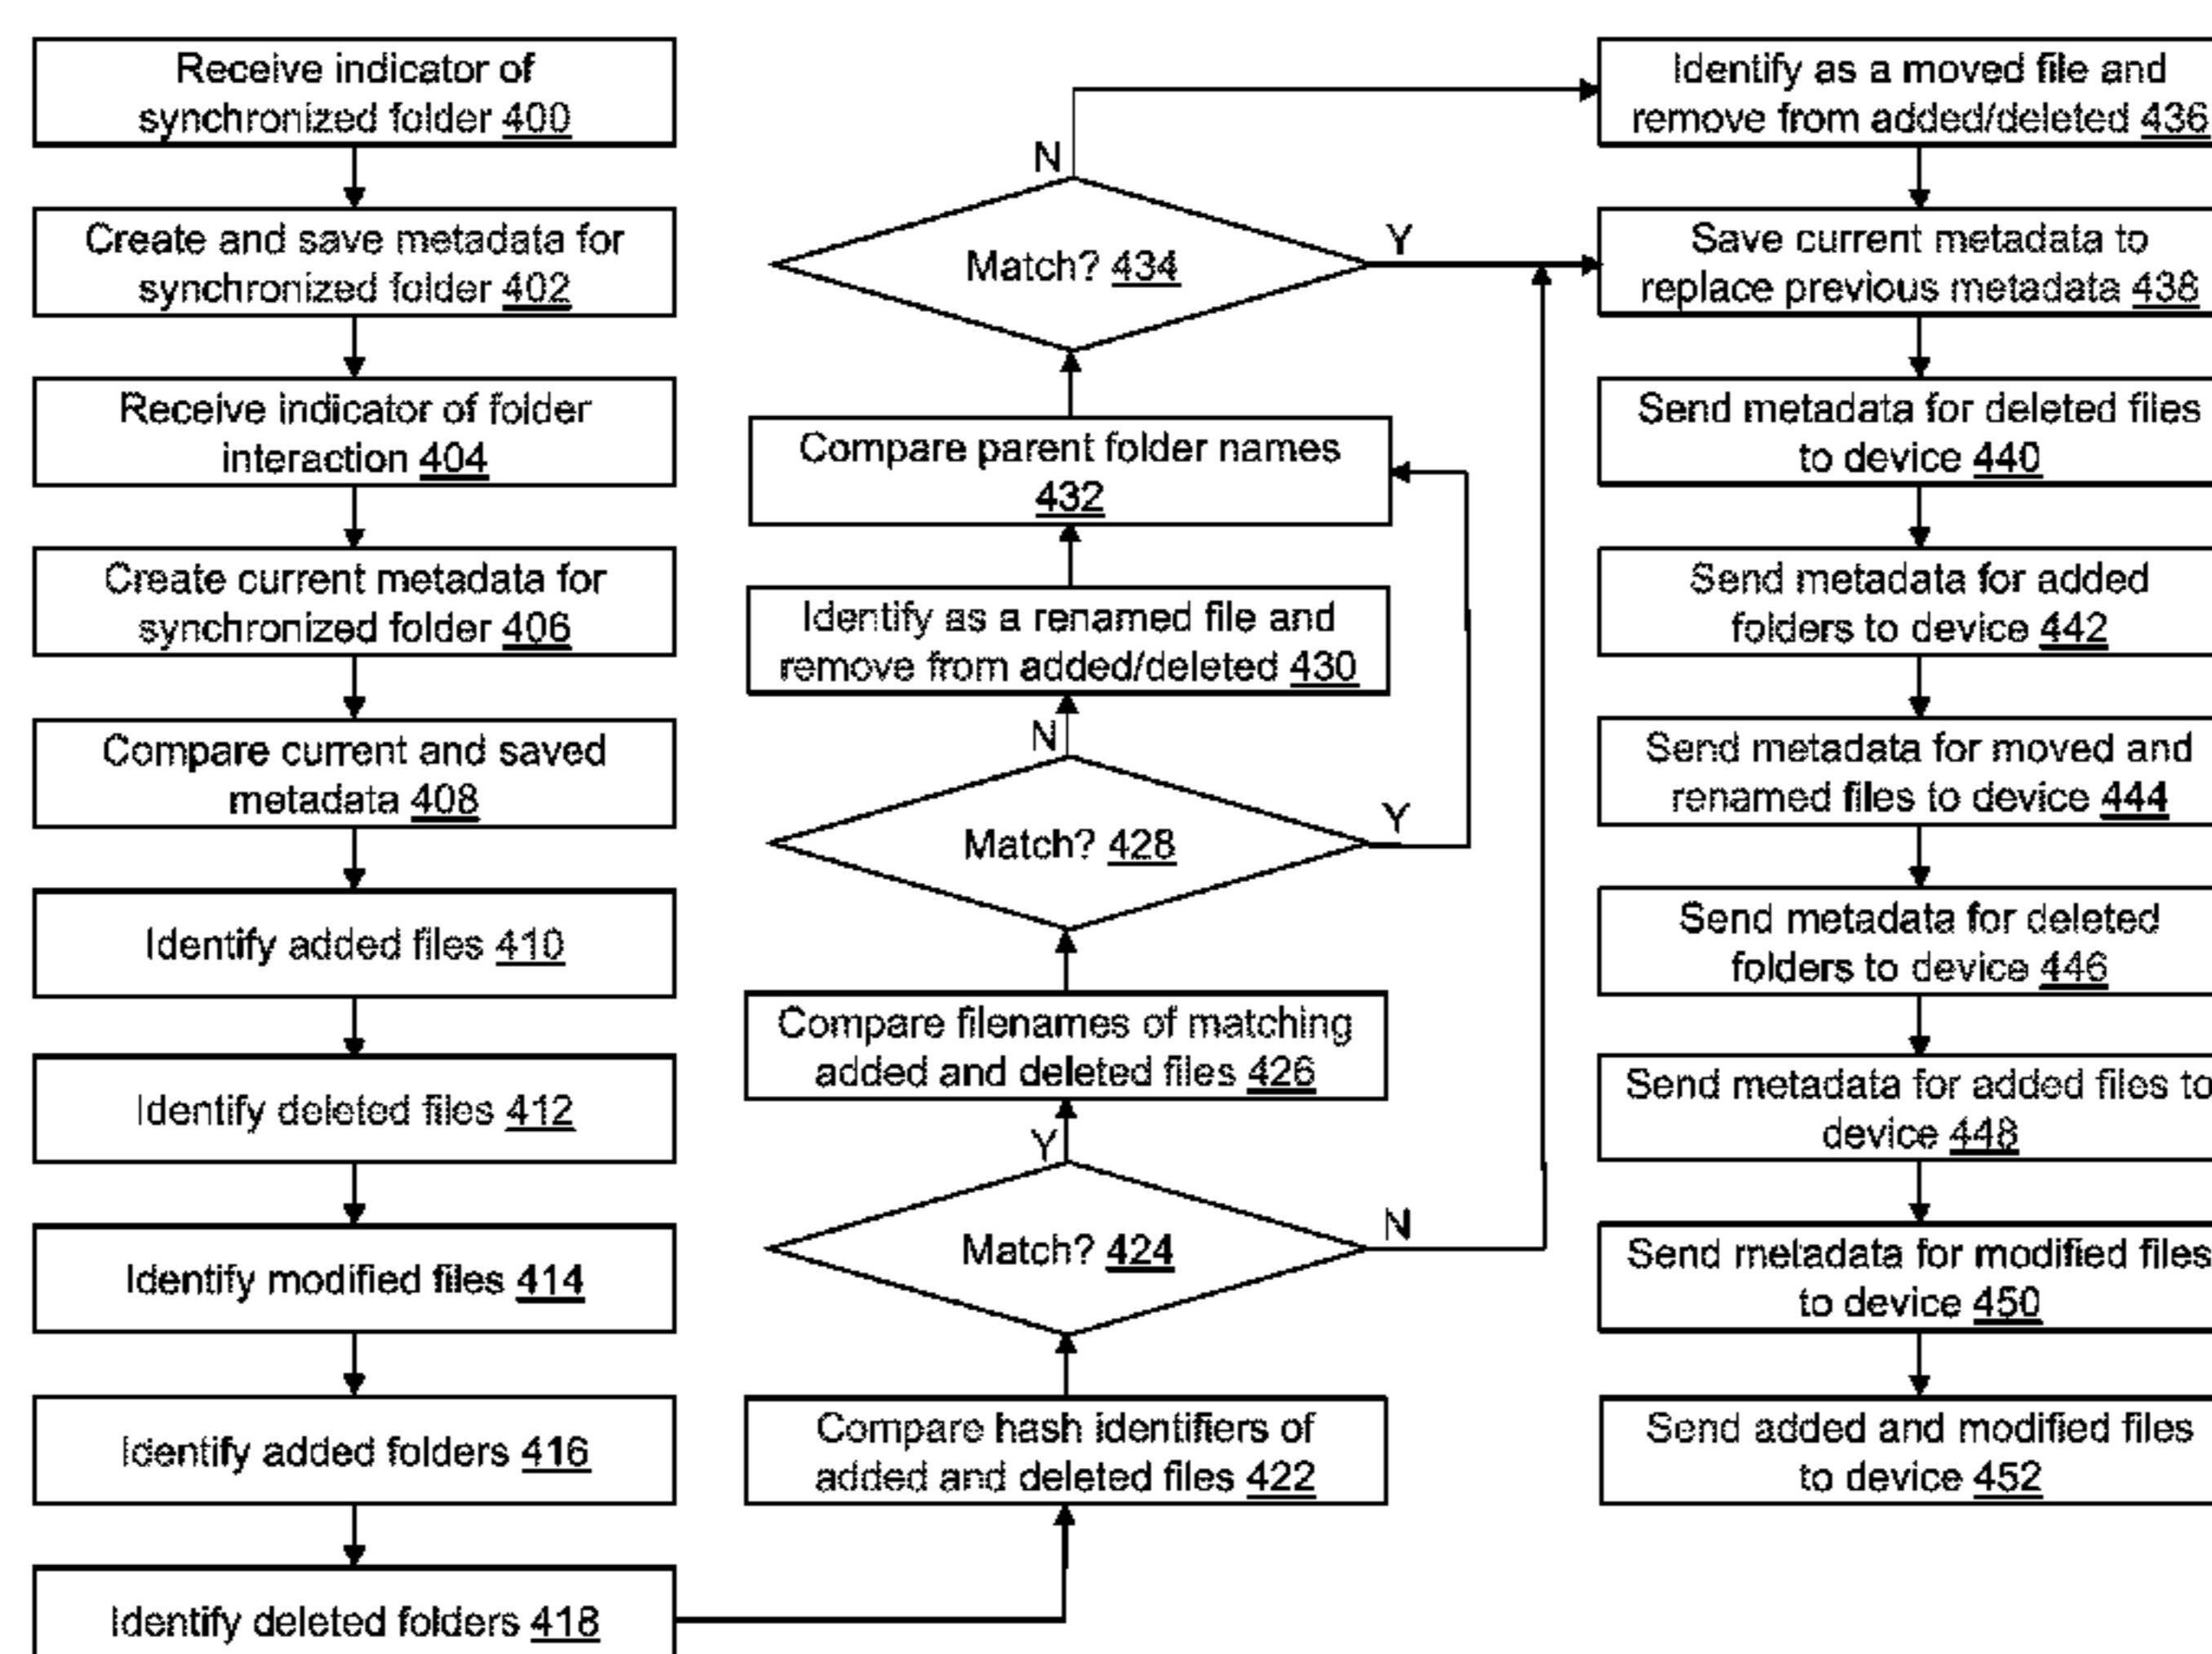 Receive indicator of
synchronized folder 400
Create and save metadata for
synchronized folder 402
Receive indicator of folder
interaction 404
Create current metadata for
synchronized folder 406
Compare current and saved
metadata 408
Identify added files 410
Identify deleted files 412
Identify modified files 414
Identify added folders 416
Identify deleted folders 418
Compare hash identifiers of
added and deleted files 422
Match? 424
Y
N
Compare filenames of matching
added and deleted files 426
Match? 428
N
Y
Identify as a renamed file and
remove from added/deleted 430
Compare parent folder names
432
Match? 434
N
Y
Identify as a moved file and
remove from added/deleted 436
Save current metadata to
replace previous metadata 438
Send metadata for deleted files
to device 440
Send metadata for added
folders to device 442
Send metadata for moved and
renamed files to device 444
Send metadata for deleted
folders to device 446
Send metadata for added files to
device 448
Send metadata for modified files
to device 450
Send added and modified files
to device 452